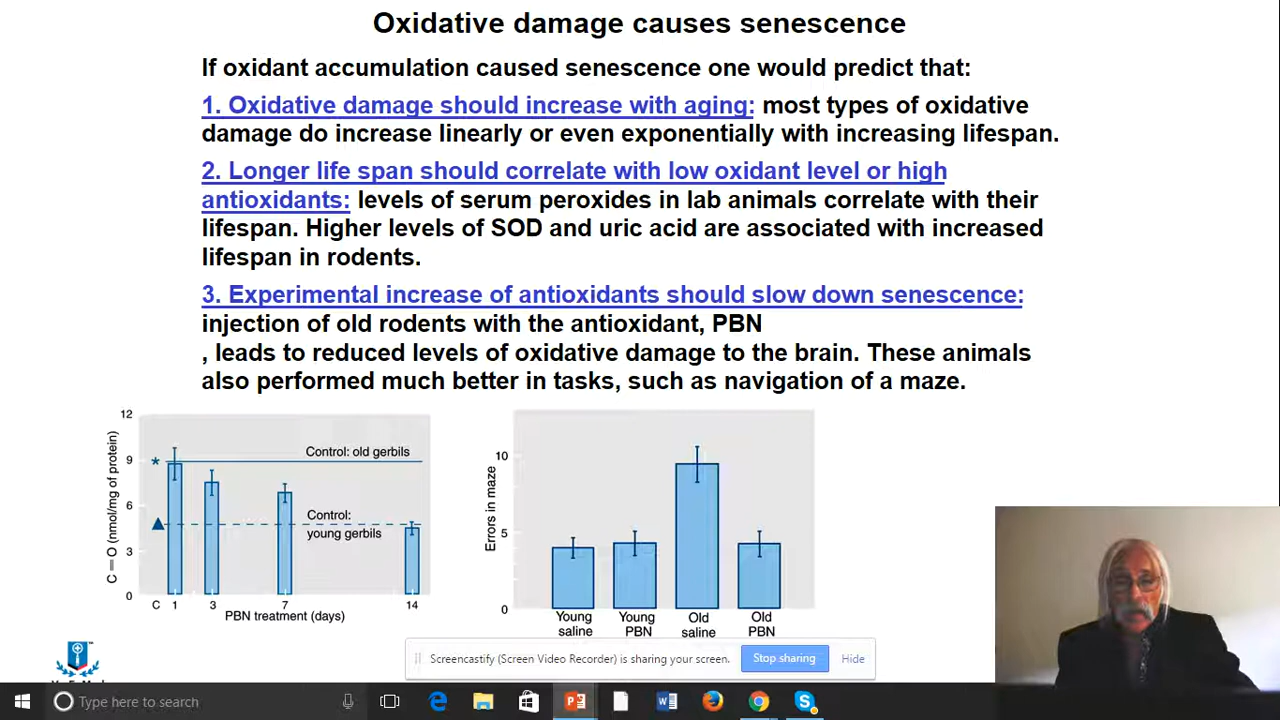 Oxidative damage causes senescence
If oxidant accumulation caused senescence one would predict that:
1. Oxidative damage should increase with aging: most types of oxidative
damage do increase linearly or even exponentially with increasing lifespan.
2. Longer life span should correlate with low oxidant level or high
antioxidants: levels of serum peroxides in lab animals correlate with their
lifespan. Higher levels of SOD and uric acid are associated with increased
lifespan in rodents.
3. Experimental increase of antioxidants should slow down senescence:
injection of old rodents with the antioxidant, PBN
, leads to reduced levels of oxidative damage to the brain. These animals
also performed much better in tasks, such as navigation of a maze.
C=O (nmol/mg of protein)
12
9
6
3
0
*
Control: old gerbils
Control:
young gerbils
C 1 3 7 14
PBN treatment (days)
Errors in maze
10
5
0
Young
saline
Young
PBN
Old
saline
Old
PBN
Screencastify (Screen Video Recorder) is sharing your screen.
Stop sharing
Hide
Type here to search